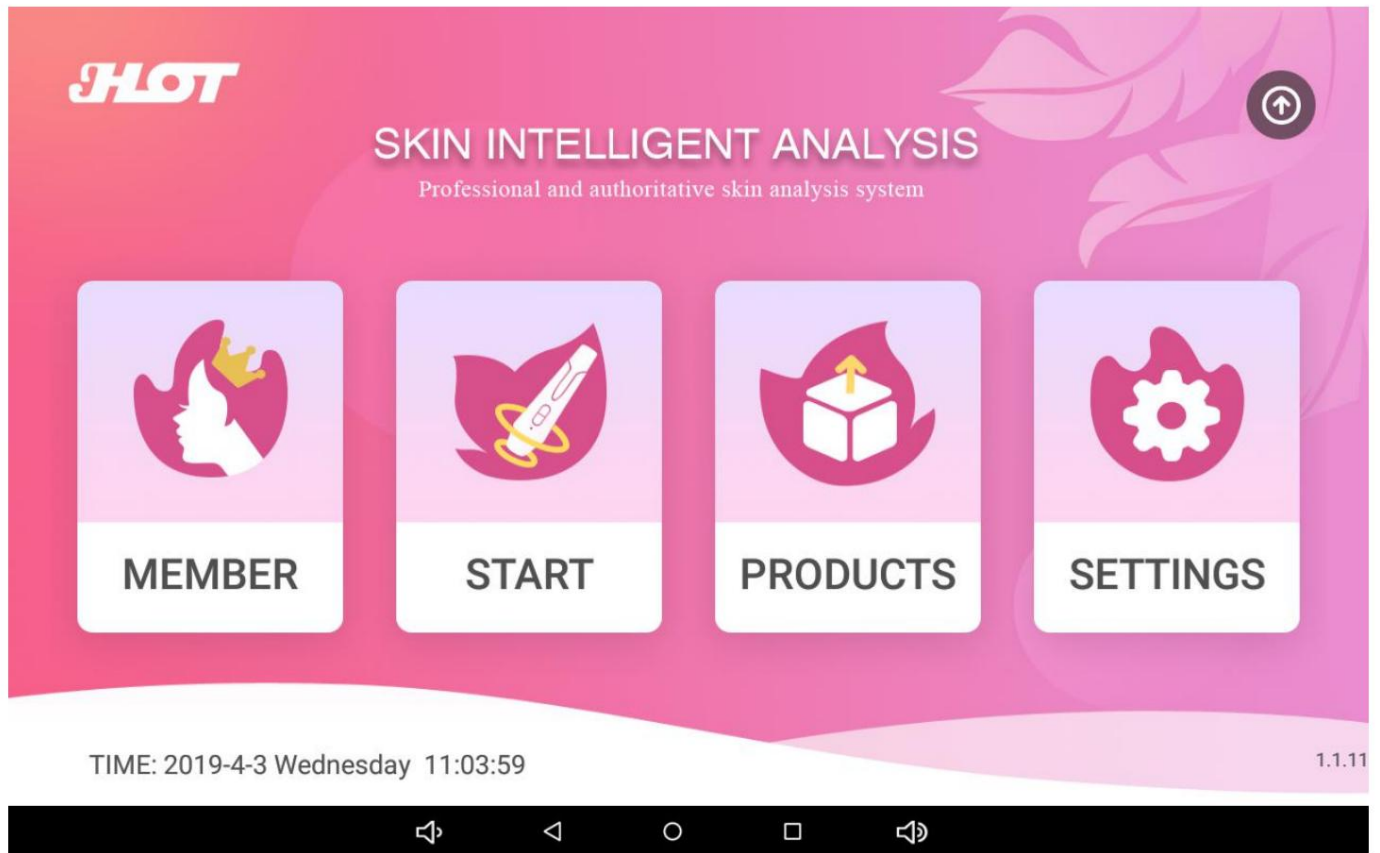 HOT
SKIN INTELLIGENT ANALYSIS
Professional and authoritative skin analysis system
MEMBER
START
PRODUCTS
SETTINGS
TIME: 2019-4-3 Wednesday 11:03:59
1.1.11